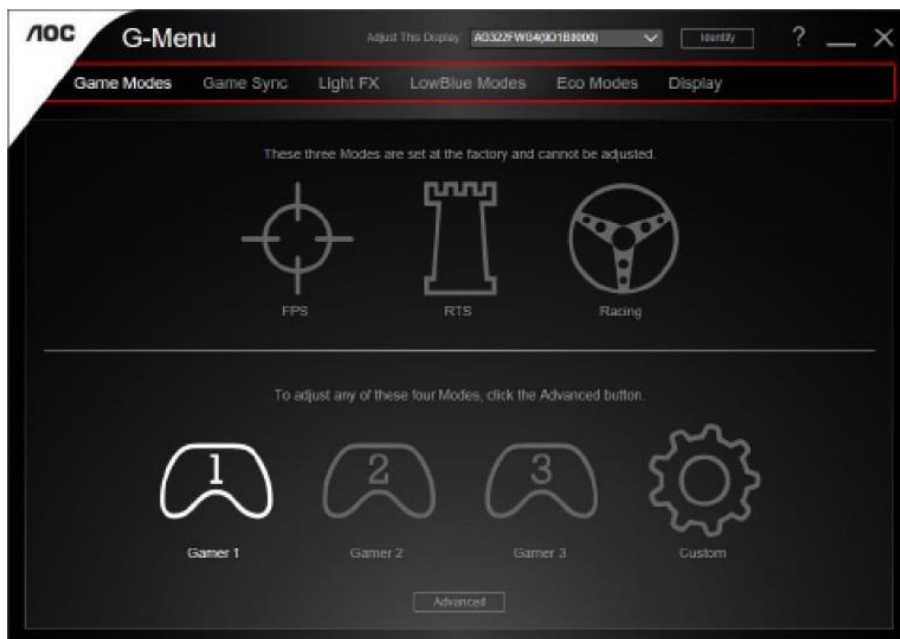 AOC G-Menu Adjust This Display: AG322FWG4(9D1B0000) Identify ?
Game Modes Game Sync Light FX LowBlue Modes Eco Modes Display
These three Modes are set at the factory and cannot be adjusted.
FPS RTS Racing
To adjust any of these four Modes, click the Advanced button.
1 2 3
Gamer 1 Gamer 2 Gamer 3 Custom
Advanced